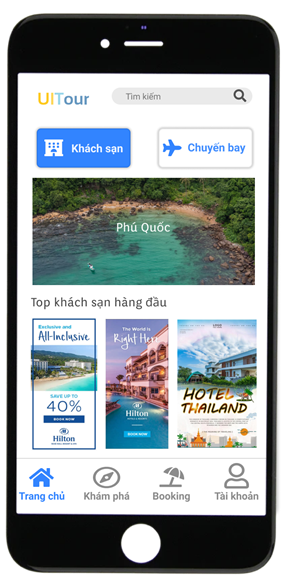 UITour
Tìm kiếm
Khách sạn
Chuyến bay
Phú Quốc
Top khách sạn hàng đầu
Exclusive and
All-Inclusive
SAVE UP TO
40%
BOOK NOW
Hilton
The World is
Right Here
Hilton
BOOK NOW
HOTEL
THAILAND
Trang chủ
Khám phá
Booking
Tài khoản